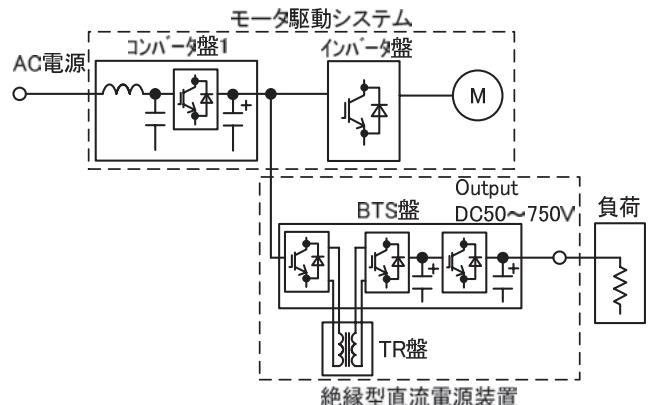 モータ駆動システム
コンバータ盤1
インバータ盤
AC電源
M
+
Output
DC50～750V
BTS盤
負荷
+
+
TR盤
絶縁型直流電源装置